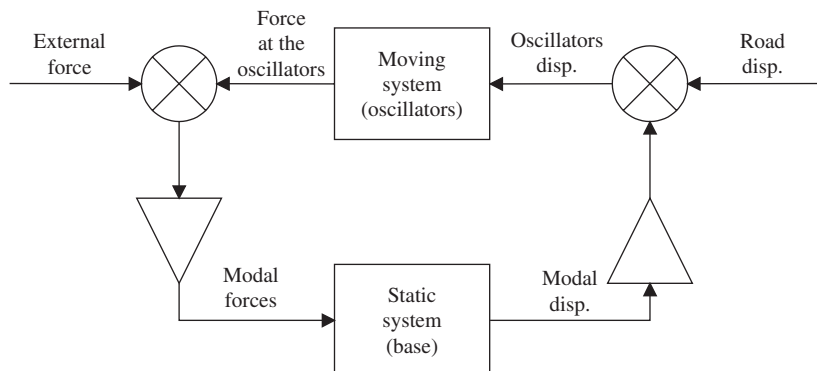 External
force
Force
at the
oscillators
Moving
system
(oscillators)
Oscillators
disp.
Road
disp.
Modal
forces
Static
system
(base)
Modal
disp.